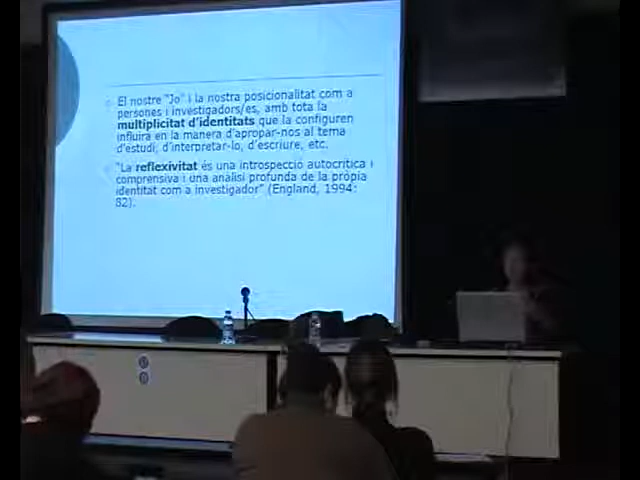 El nostre "Jo" i la nostra posicionalitat com a
persones i investigadors/es, amb tota la
multiplicitat d'identitats que la configuren
influirà en la manera d'apropar-nos al tema
d'estudi, d'interpretar-lo, d'escriure, etc.
"La reflexivitat és una introspecció autocrítica i
comprensiva i una anàlisi profunda de la pròpia
identitat com a investigador" (England, 1994:
82).